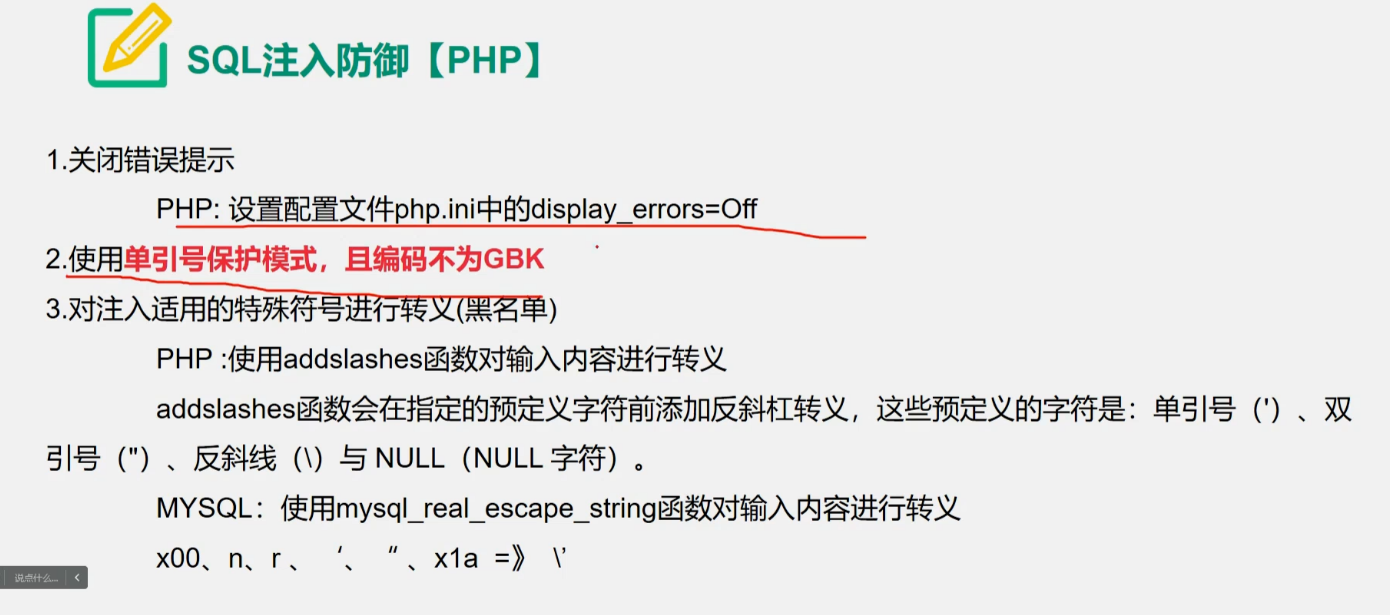 SQL注入防御【PHP】
1.关闭错误提示
PHP: 设置配置文件php.ini中的display_errors=Off
2.使用单引号保护模式，且编码不为GBK
3.对注入适用的特殊符号进行转义(黑名单)
PHP :使用addslashes函数对输入内容进行转义
addslashes函数会在指定的预定义字符前添加反斜杠转义，这些预定义的字符是：单引号（'）、双
引号（"）、反斜线（\）与 NULL（NULL 字符）。
MYSQL：使用mysql_real_escape_string函数对输入内容进行转义
x00、n、r 、 ‘、 “ 、x1a =》 \’
说点什么...